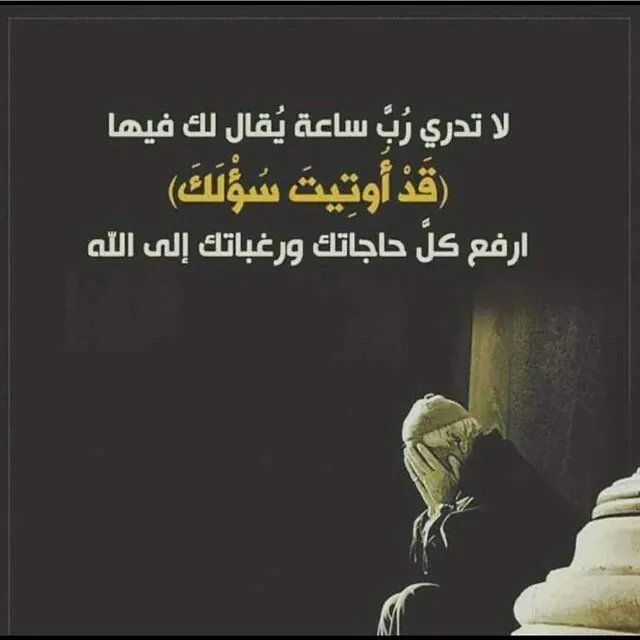 لا تدري رُبَّ ساعة يُقال لك فيها
(قَدْ أُوتِيتَ سُؤْلَكَ)
ارفع كلَّ حاجاتك ورغباتك إلى الله